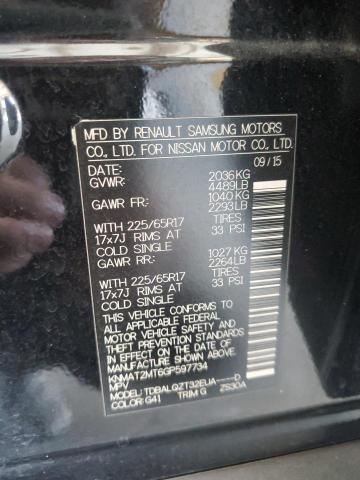 MFD BY RENAULT SAMSUNG MOTORS
CO., LTD. FOR NISSAN MOTOR CO., LTD.
DATE: 09/15
GVWR: 2036KG
4489LB
GAWR FR: 1040 KG
2293LB
WITH 225/65R17 TIRES
17x7J RIMS AT 33 PSI
COLD SINGLE
GAWR RR: 1027 KG
2264LB
WITH 225/65R17 TIRES
17x7J RIMS AT 33 PSI
COLD SINGLE
THIS VEHICLE CONFORMS TO
ALL APPLICABLE FEDERAL
MOTOR VEHICLE SAFETY AND
THEFT PREVENTION STANDARDS
IN EFFECT ON THE DATE OF
MANUFACTURE SHOWN ABOVE.
KNMAT2MT6GP597734
MPV
MODEL: TDBALQZT32EUA----D
COLOR: G41 TRIM G ZS30A